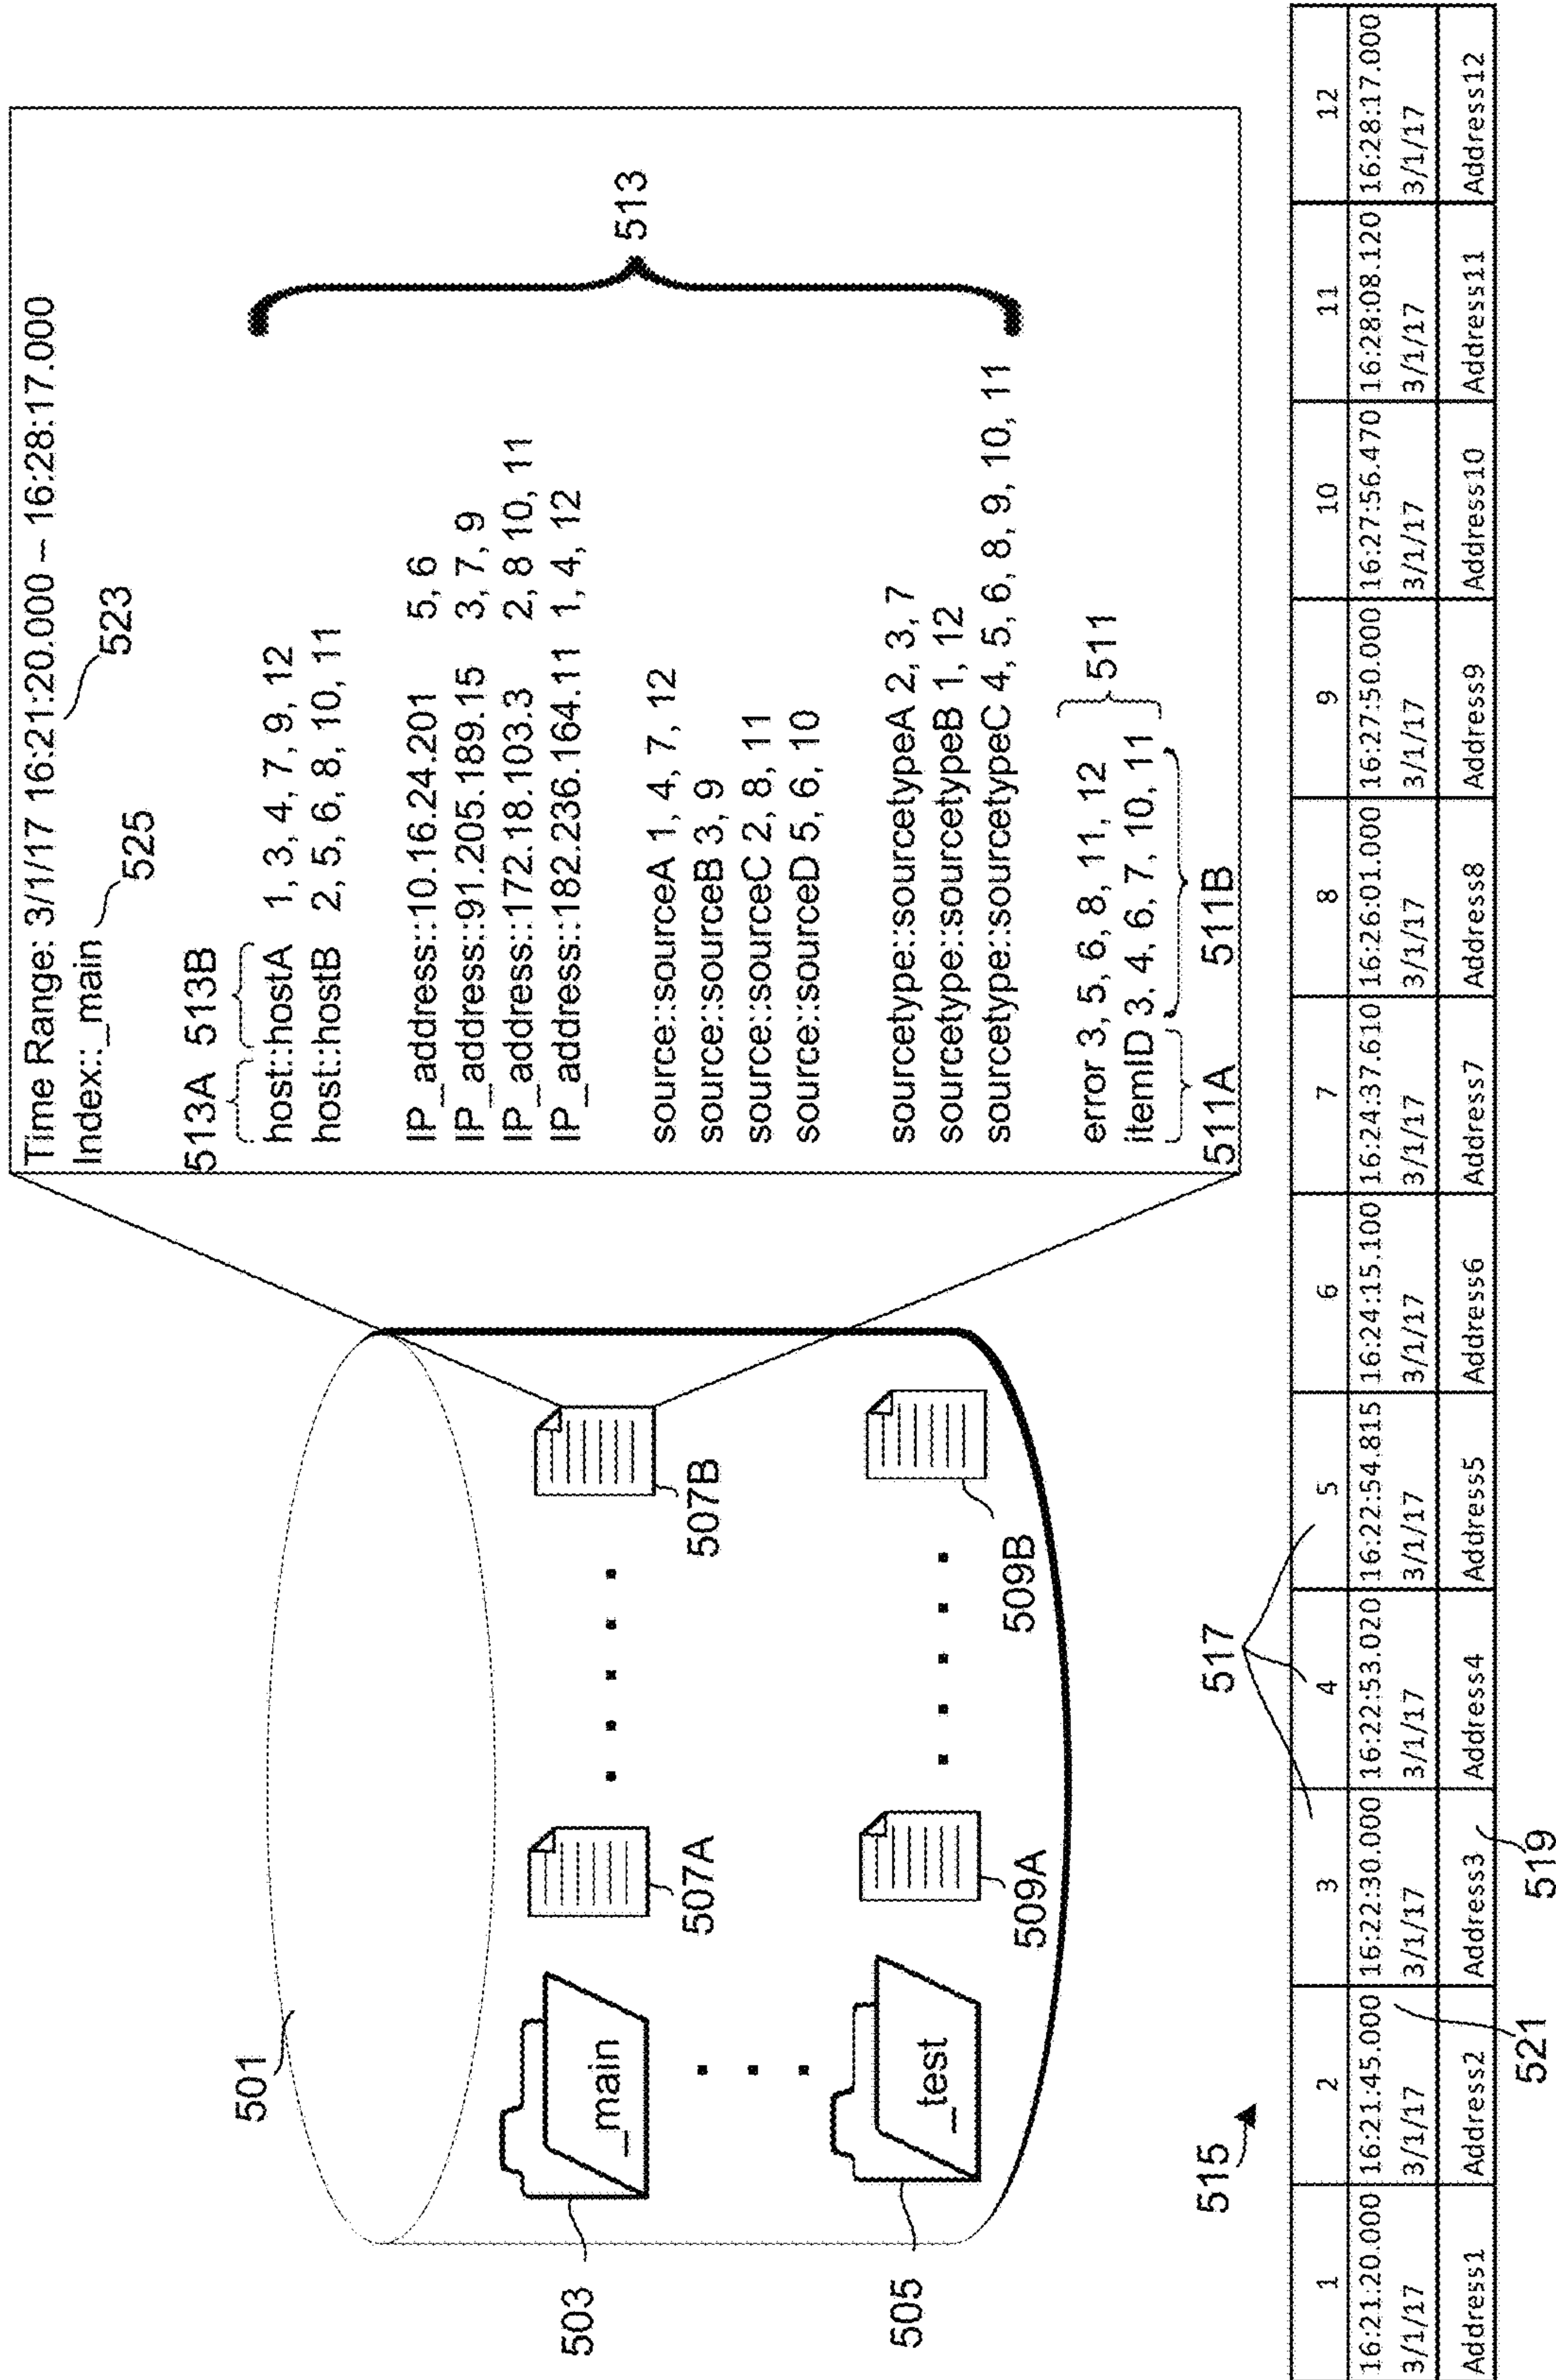 501
503
_main
507A
507B
505
_test
509A
509B
Time Range: 3/1/17 16:21:20.000 – 16:28:17.000
523
Index::_main
525
513A 513B
host::hostA 1, 3, 4, 7, 9, 12
host::hostB 2, 5, 6, 8, 10, 11
IP_address::10.16.24.201 5, 6
IP_address::91.205.189.15 3, 7, 9
IP_address::172.18.103.3 2, 8 10, 11
IP_address::182.236.164.11 1, 4, 12
source::sourceA 1, 4, 7, 12
source::sourceB 3, 9
source::sourceC 2, 8, 11
source::sourceD 5, 6, 10
sourcetype::sourcetypeA 2, 3, 7
sourcetype::sourcetypeB 1, 12
sourcetype::sourcetypeC 4, 5, 6, 8, 9, 10, 11
513
error 3, 5, 6, 8, 11, 12
itemID 3, 4, 6, 7, 10, 11
511
511A 511B
515
517
1 2 3 4 5 6 7 8 9 10 11 12
16:21:20.000 16:21:45.000 16:22:30.000 16:22:53.020 16:22:54.815 16:24:15.100 16:24:37.610 16:26:01.000 16:27:50.000 16:27:56.470 16:28:08.120 16:28:17.000
3/1/17 3/1/17 3/1/17 3/1/17 3/1/17 3/1/17 3/1/17 3/1/17 3/1/17 3/1/17 3/1/17 3/1/17
Address1 Address2 Address3 Address4 Address5 Address6 Address7 Address8 Address9 Address10 Address11 Address12
521
519